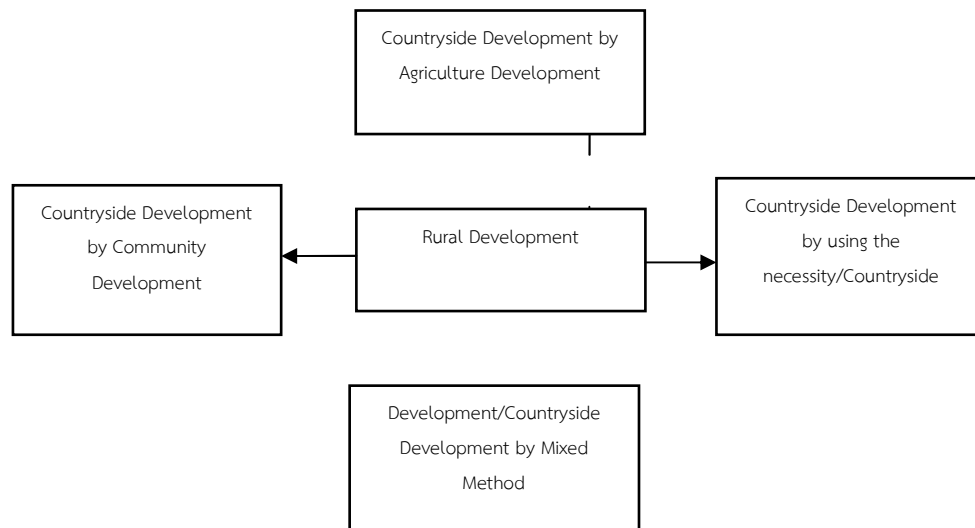 Countryside Development by
Agriculture Development
Countryside Development
by Community
Development
Rural Development
Countryside Development
by using the
necessity/Countryside
Development/Countryside
Development by Mixed
Method